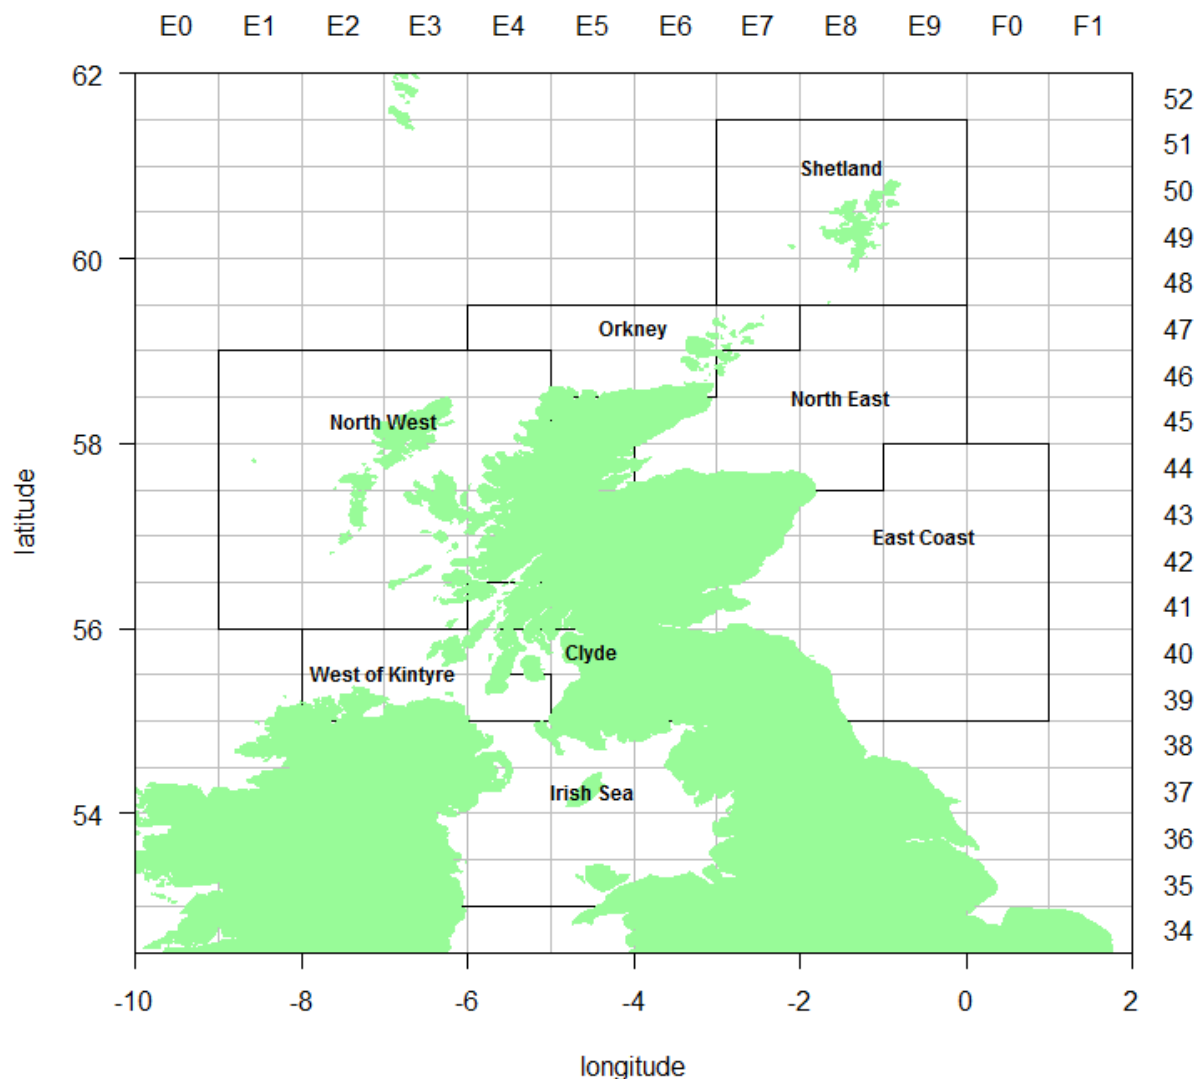 E0 E1 E2 E3 E4 E5 E6 E7 E8 E9 F0 F1
62
52
51
Shetland
50
49
60
48
Orkney
47
46
North East
North West
45
58
44
43
East Coast
42
41
56
Clyde
40
West of Kintyre
39
38
Irish Sea
37
54
36
35
34
-10 -8 -6 -4 -2 0 2
latitude
longitude